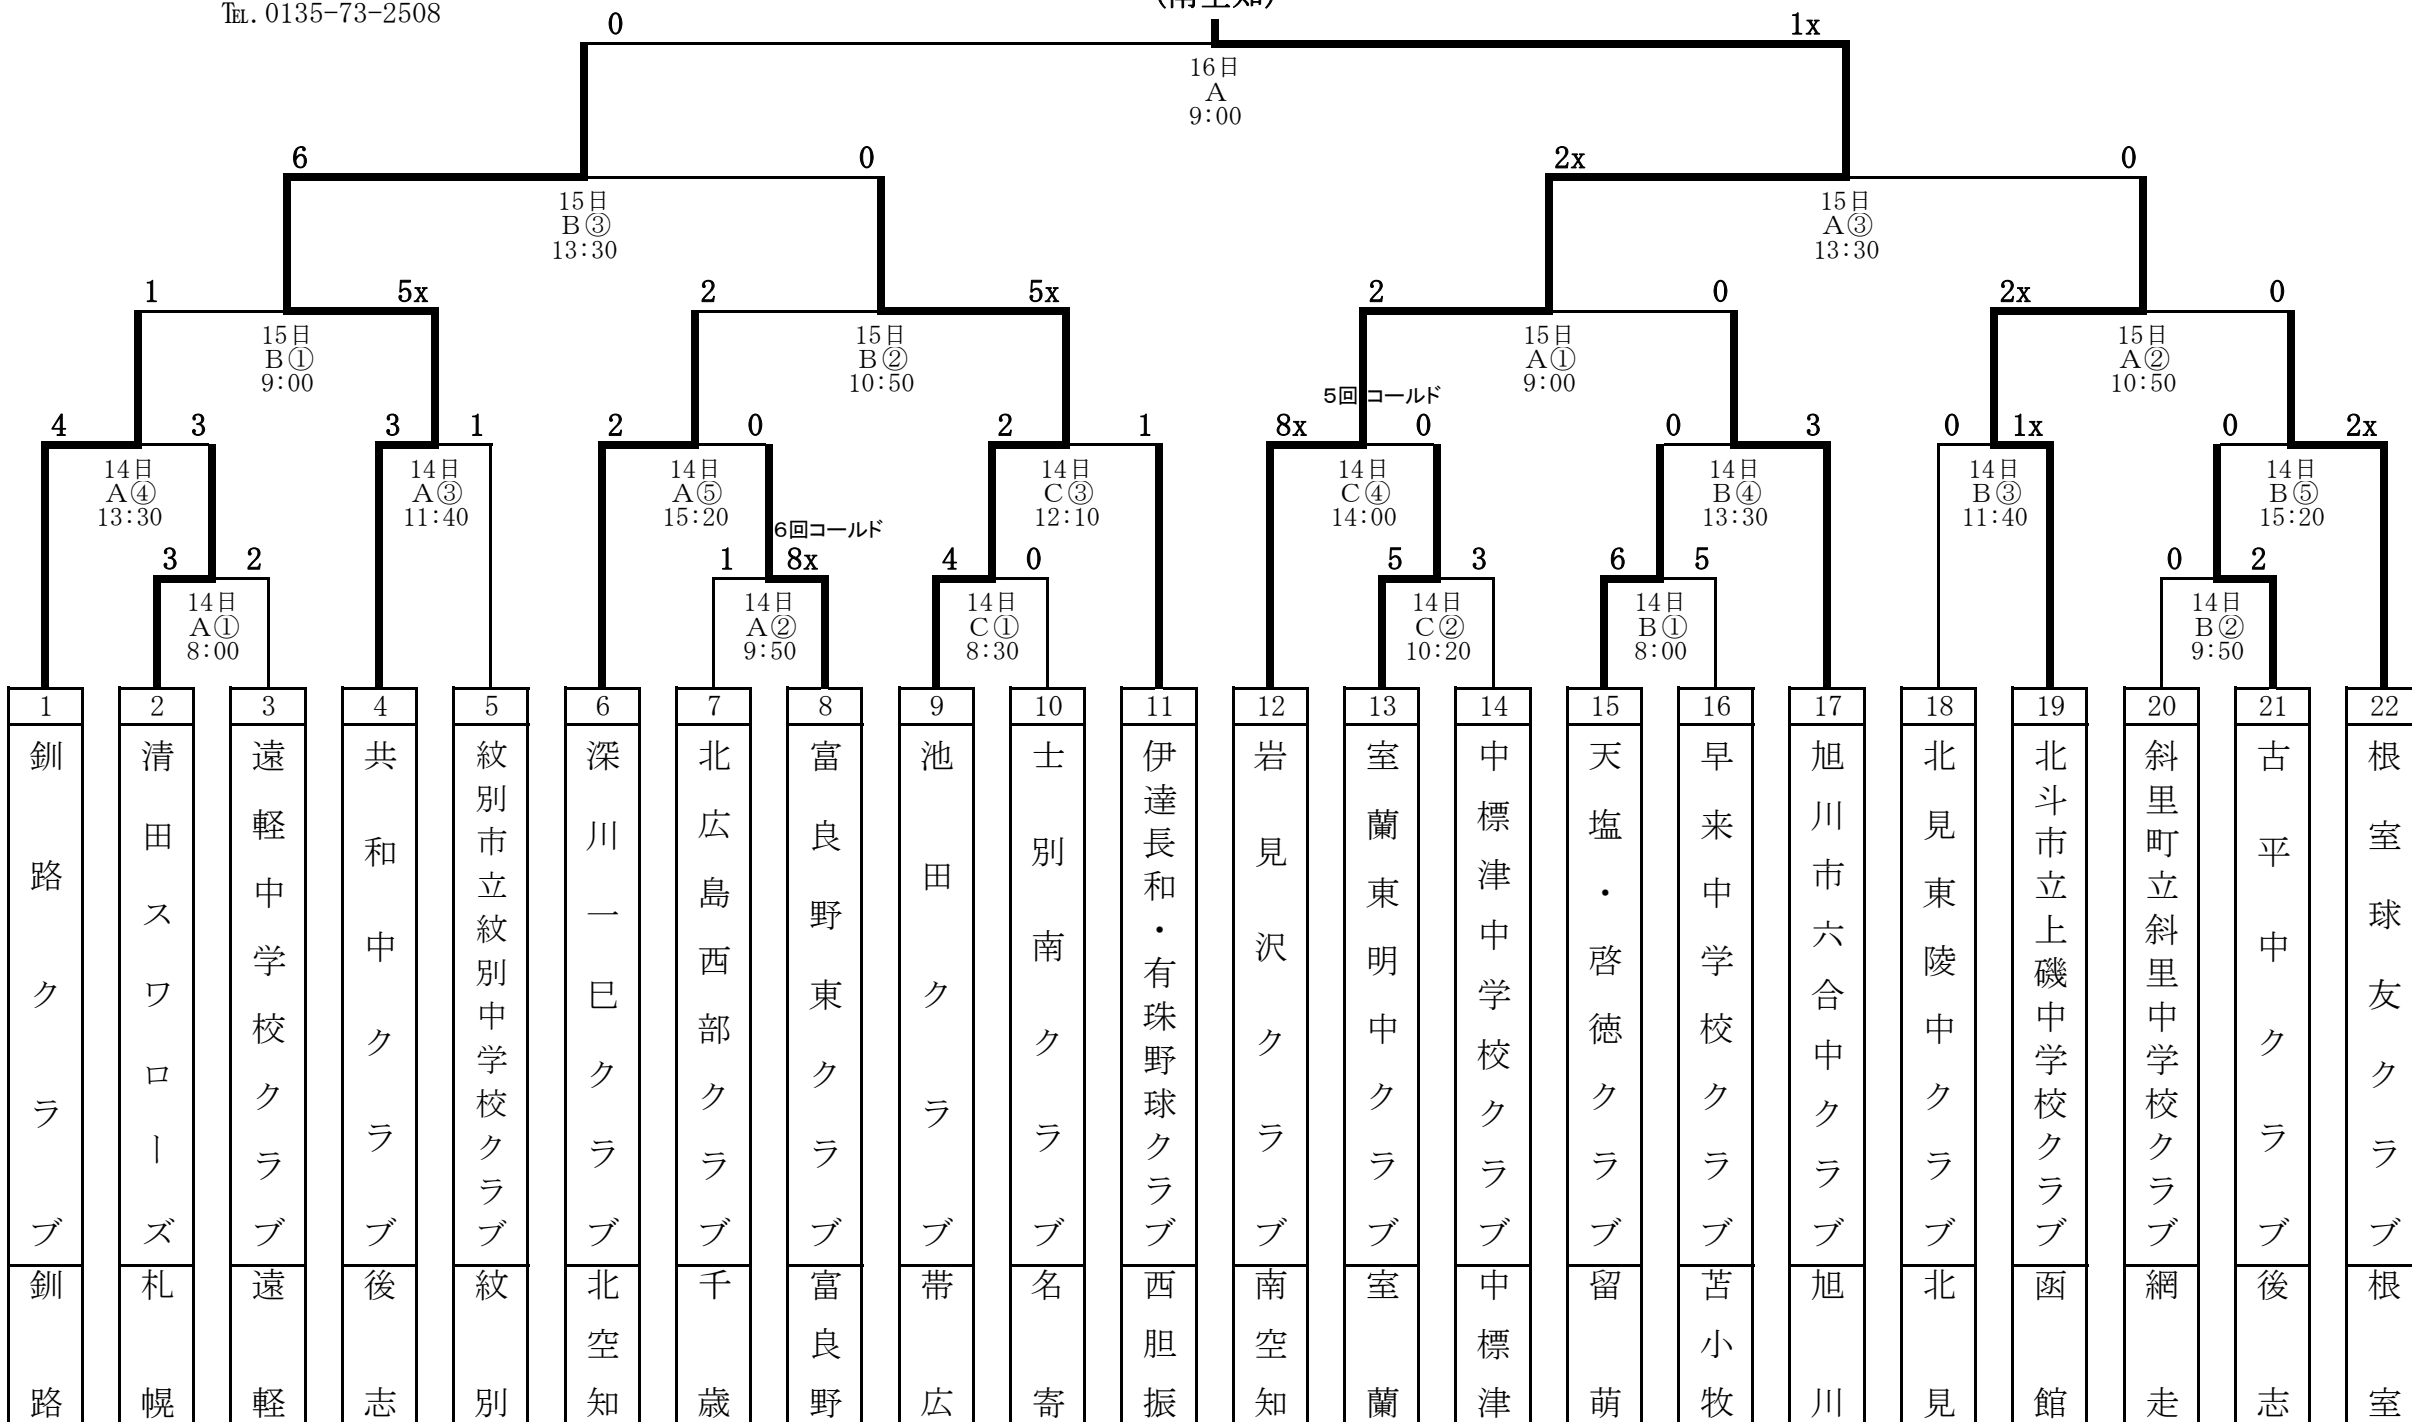 ℡.0135-73-2508
0
1x
16日
A
9:00
6
0
2x
0
15日
B③
13:30
15日
A③
13:30
1
5x
2
5x
2
0
2x
0
15日
B①
9:00
15日
B②
10:50
15日
A①
9:00
15日
A②
10:50
5回コールド
4
3
3
1
2
0
2
1
8x
0
0
3
0
1x
0
2x
14日
A④
13:30
14日
A③
11:40
14日
A⑤
15:20
14日
C③
12:10
14日
C④
14:00
14日
B④
13:30
14日
B③
11:40
14日
B⑤
15:20
6回コールド
3
2
1
8x
4
0
5
3
6
5
0
2
14日
A①
8:00
14日
A②
9:50
14日
C①
8:30
14日
C②
10:20
14日
B①
8:00
14日
B②
9:50
1
釧路クラブ
釧路
2
清田スワローズ
札幌
3
遠軽中学校クラブ
遠軽
4
共和中クラブ
後志
5
紋別市立紋別中学校クラブ
紋別
6
深川一巳クラブ
北空知
7
北広島西部クラブ
千歳
8
富良野東クラブ
富良野
9
池田クラブ
帯広
10
士別南クラブ
名寄
11
伊達長和・有珠野球クラブ
西胆振
12
岩見沢クラブ
南空知
13
室蘭東明中クラブ
室蘭
14
中標津中学校クラブ
中標津
15
天塩・啓徳クラブ
留萌
16
早来中学校クラブ
苫小牧
17
旭川市六合中クラブ
旭川
18
北見東陵中クラブ
北見
19
北斗市立上磯中学校クラブ
函館
20
斜里町立斜里中学校クラブ
網走
21
古平中クラブ
後志
22
根室球友クラブ
根室